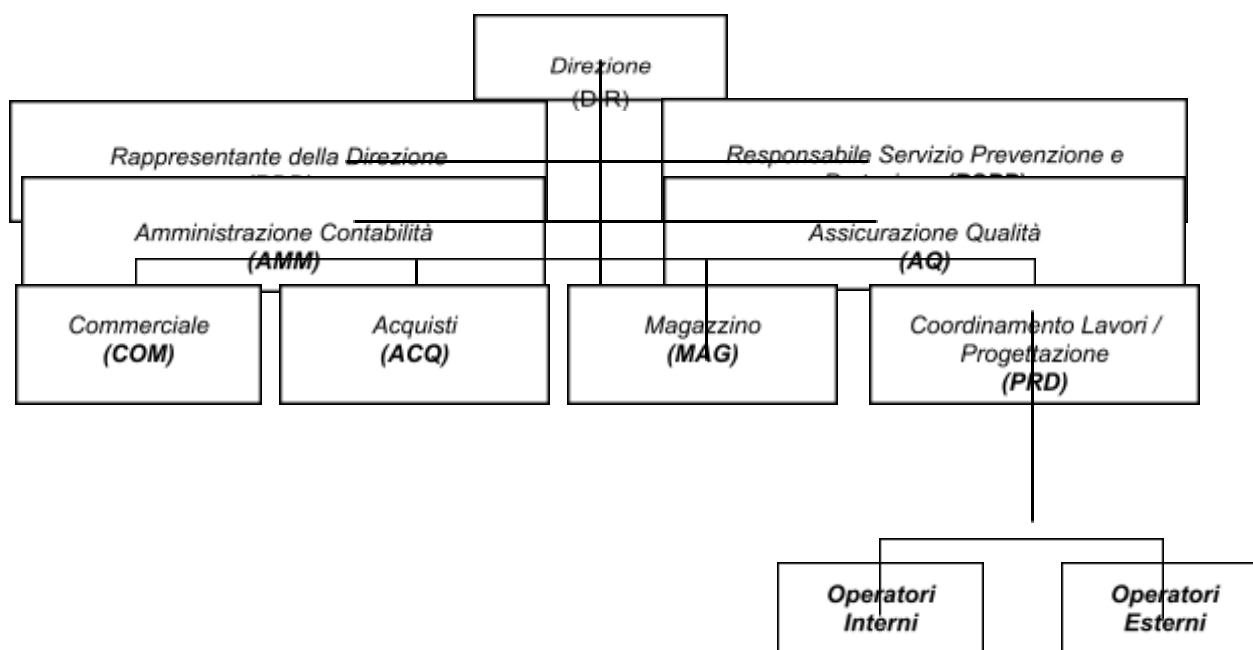 Direzione
(DIR)
Rappresentante della Direzione
Responsabile Servizio Prevenzione e
Amministrazione Contabilità
(AMM)
Assicurazione Qualità
(AQ)
Commerciale
(COM)
Acquisti
(ACQ)
Magazzino
(MAG)
Coordinamento Lavori /
Progettazione
(PRD)
Operatori
Interni
Operatori
Esterni